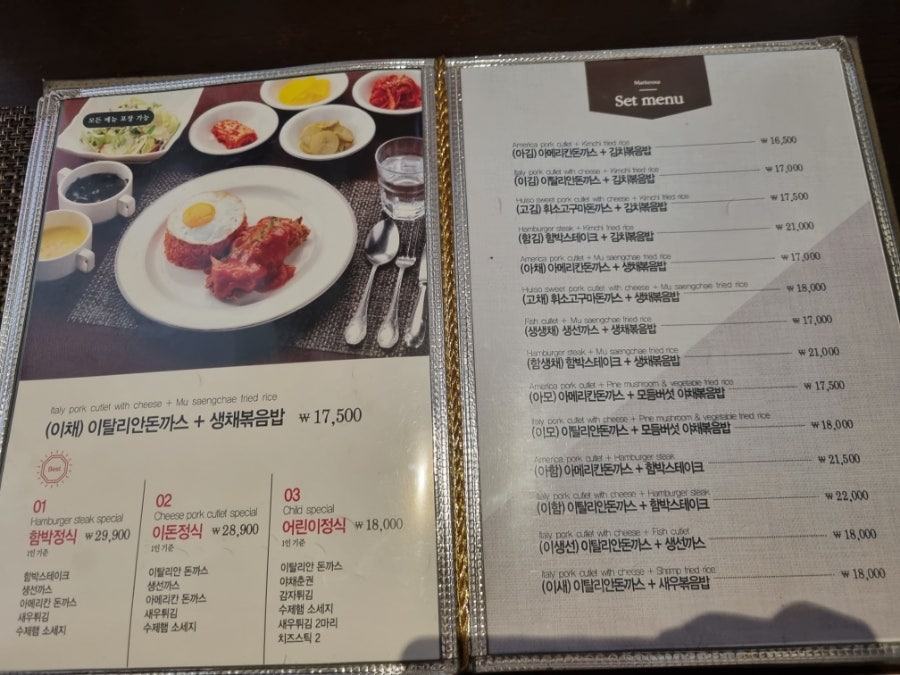 모든 메뉴 포장 가능
Italy pork cutlet with cheese + Mu saengchae fried rice
(이채) 이탈리안돈까스 + 생채볶음밥 ₩ 17,500
Best
01
Hamburger steak special
함박정식 ₩ 29,900
1인 기준
함박스테이크
생선까스
아메리칸 돈까스
새우튀김
수제햄 소세지
02
Cheese pork cutlet special
이돈정식 ₩ 28,900
1인 기준
이탈리안 돈까스
생선까스
아메리칸 돈까스
새우튀김
수제햄 소세지
03
Child special
어린이정식 ₩ 18,000
1인 기준
이탈리안 돈까스
야채춘권
감자튀김
수제햄 소세지
새우튀김 2마리
치즈스틱 2
Set menu
America pork cutlet + Kimchi fried rice
(아김) 아메리칸돈까스 + 김치볶음밥 ₩ 16,500
Italy pork cutlet with cheese + Kimchi fried rice
(이김) 이탈리안돈까스 + 김치볶음밥 ₩ 17,000
Huiso sweet pork cutlet with cheese + Kimchi fried rice
(고김) 휘소고구마돈까스 + 김치볶음밥 ₩ 17,500
Hamburger steak + Kimchi fried rice
(함김) 함박스테이크 + 김치볶음밥 ₩ 21,000
America pork cutlet + Mu saengchae fried rice
(아채) 아메리칸돈까스 + 생채볶음밥 ₩ 17,000
Huiso sweet pork cutlet with cheese + Mu saengchae fried rice
(고채) 휘소고구마돈까스 + 생채볶음밥 ₩ 18,000
Fish cutlet + Mu saengchae fried rice
(생생채) 생선까스 + 생채볶음밥 ₩ 17,000
Hamburger steak + Mu saengchae fried rice
(함생채) 함박스테이크 + 생채볶음밥 ₩ 21,000
America pork cutlet + Pine mushroom & vegetable fried rice
(아모) 아메리칸돈까스 + 모듬버섯 야채볶음밥 ₩ 17,500
Italy pork cutlet with cheese + Pine mushroom & vegetable fried rice
(이모) 이탈리안돈까스 + 모듬버섯 야채볶음밥 ₩ 18,000
America pork cutlet + Hamburger steak
(아함) 아메리칸돈까스 + 함박스테이크 ₩ 21,500
Italy pork cutlet with cheese + Hamburger steak
(이함) 이탈리안돈까스 + 함박스테이크 ₩ 22,000
Italy pork cutlet with cheese + Fish cutlet
(이생선) 이탈리안돈까스 + 생선까스 ₩ 18,000
Italy pork cutlet with cheese + Shrimp fried rice
(이새) 이탈리안돈까스 + 새우볶음밥 ₩ 18,000